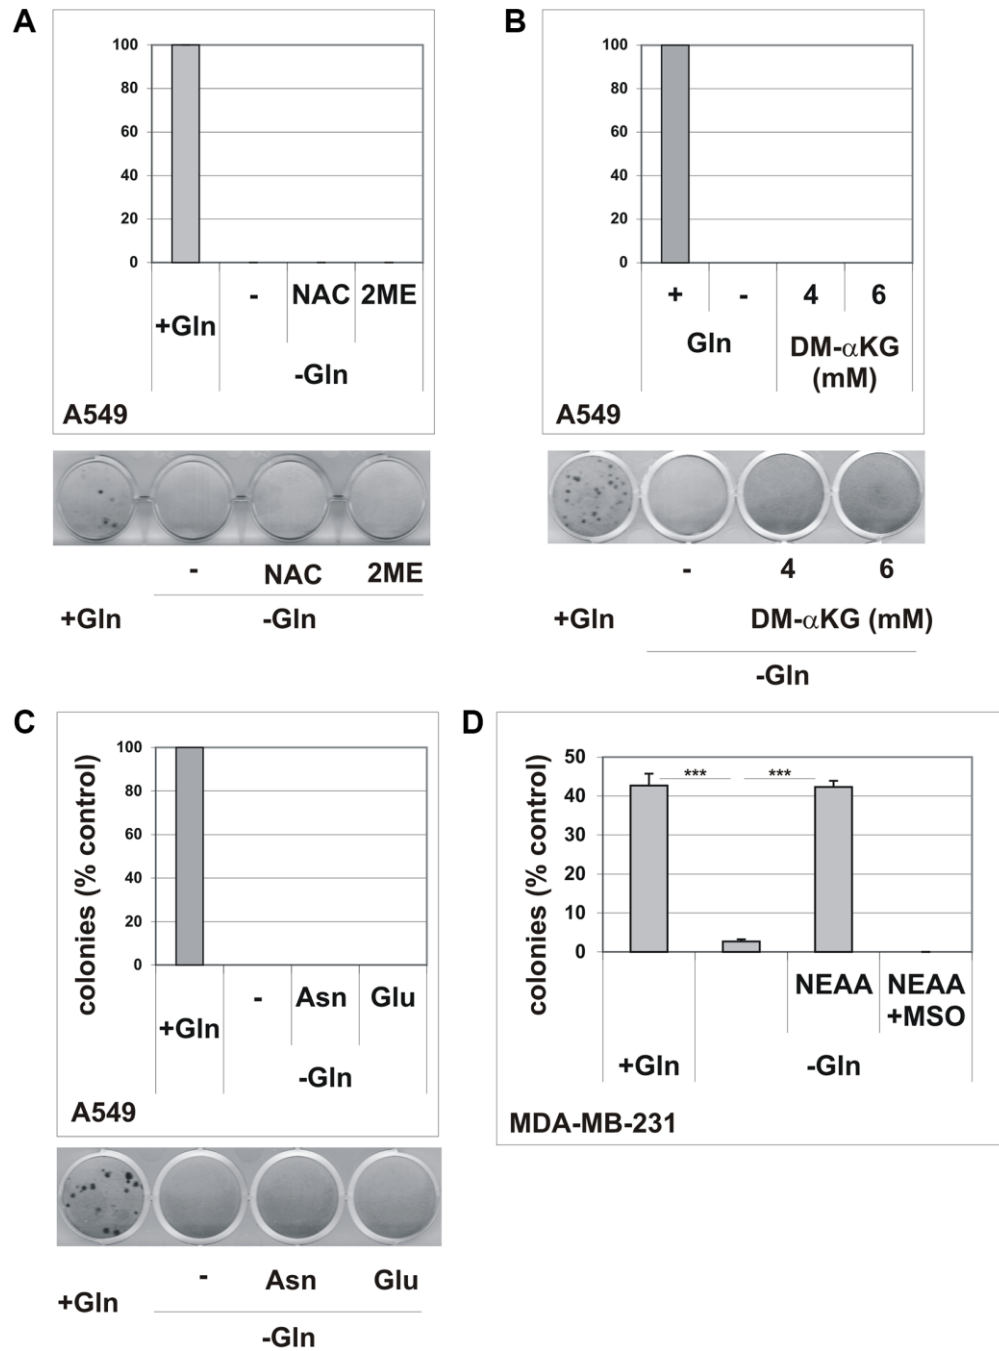 A
100
80
60
40
20
0
- NAC 2ME
+Gln
-Gln
A549
- NAC 2ME
+Gln -Gln
B
100
80
60
40
20
0
+ - 4 6
Gln DM-αKG
(mM)
A549
- 4 6
+Gln DM-αKG (mM)
-Gln
C
colonies (% control)
100
80
60
40
20
0
- Asn Glu
+Gln
-Gln
A549
- Asn Glu
+Gln
-Gln
D
colonies (% control)
50
40
30
20
10
0
*** ***
NEAA NEAA
+MSO
+Gln -Gln
MDA-MB-231